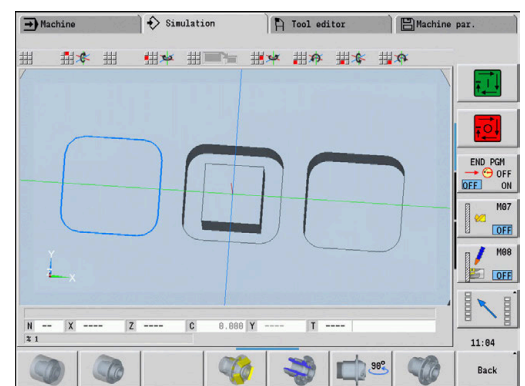 Machine
Simulation
Tool editor
Machine par.
END PGM
OFF
OFF ON
M07
OFF
M08
OFF
Y
Z X
N -- X ---- Z ---- C 0.000 Y ---- T ----
% 1
11:04
98°
Back